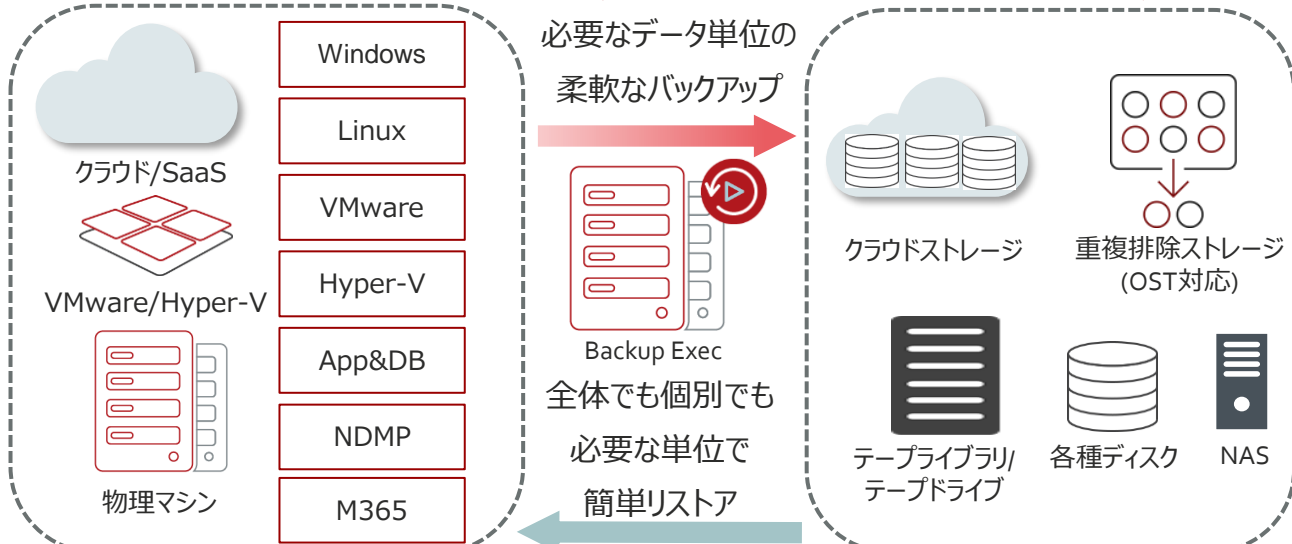 クラウド/SaaS
VMware/Hyper-V
物理マシン
Windows
Linux
VMware
Hyper-V
App&DB
NDMP
M365
必要なデータ単位の
柔軟なバックアップ
Backup Exec
全体でも個別でも
必要な単位で
簡単リストア
クラウドストレージ
重複排除ストレージ
(OST対応)
テープライブラリ/
テープドライブ
各種ディスク
NAS